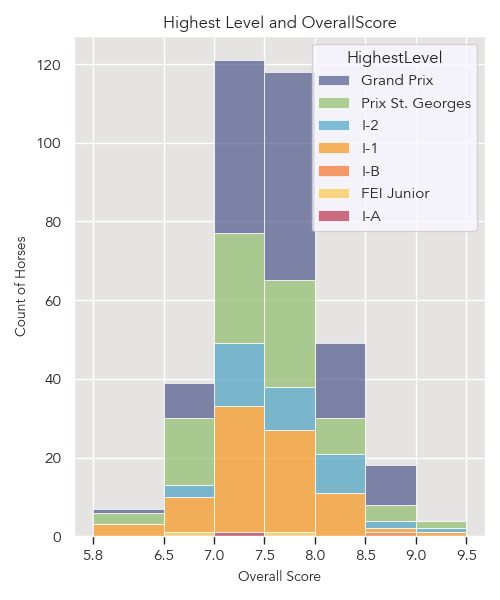 Highest Level and OverallScore
HighestLevel
Grand Prix
Prix St. Georges
I-2
I-1
I-B
FEI Junior
I-A
Count of Horses
120
100
80
60
40
20
0
5.8 6.5 7.0 7.5 8.0 8.5 9.0 9.5
Overall Score